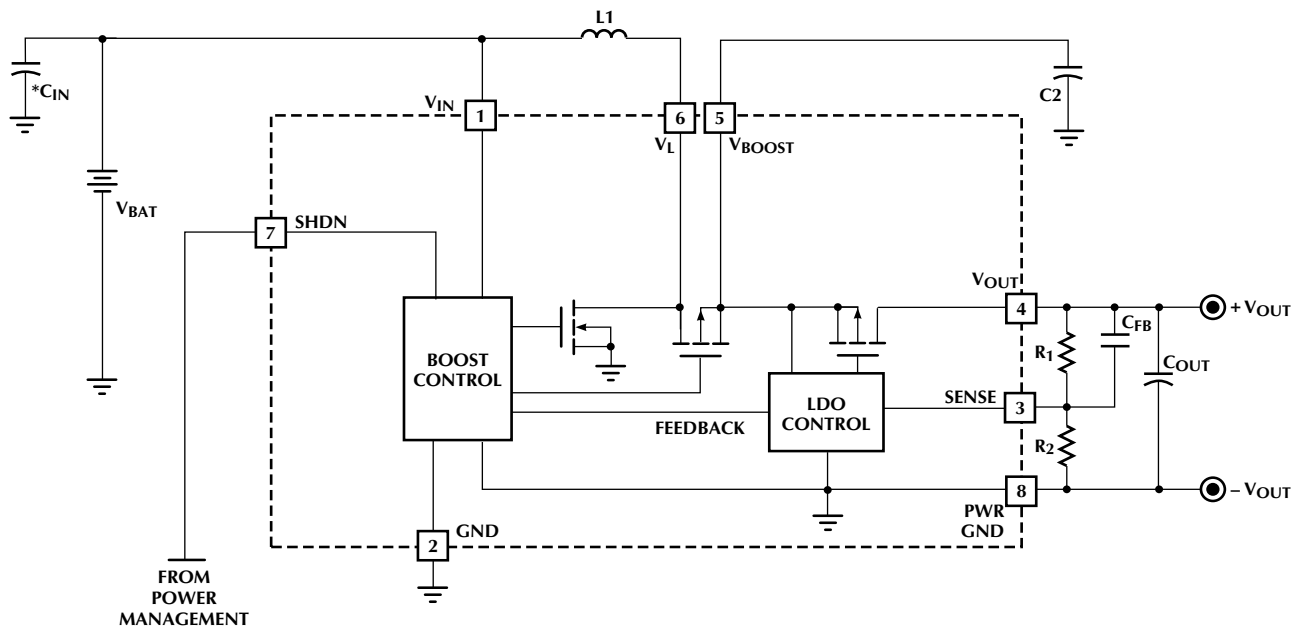 L1
*CIN
VIN
1
6
5
C2
VL
VBOOST
VBAT
7
SHDN
VOUT
4
+ VOUT
CFB
R1
COUT
BOOST
CONTROL
SENSE
3
LDO
CONTROL
FEEDBACK
R2
8
– VOUT
PWR
GND
GND
2
FROM
POWER
MANAGEMENT